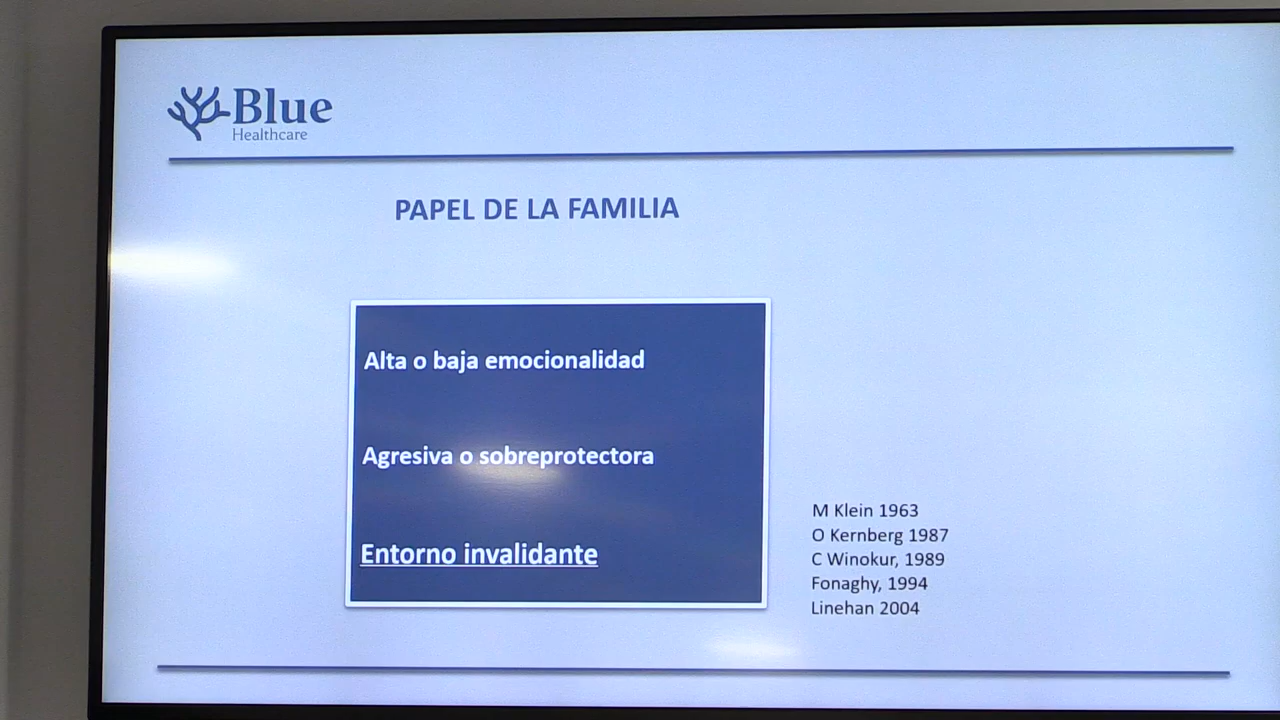 Blue
Healthcare
PAPEL DE LA FAMILIA
Alta o baja emocionalidad
Agresiva o sobreprotectora
Entorno invalidante
M Klein 1963
O Kernberg 1987
C Winokur, 1989
Fonaghy, 1994
Linehan 2004